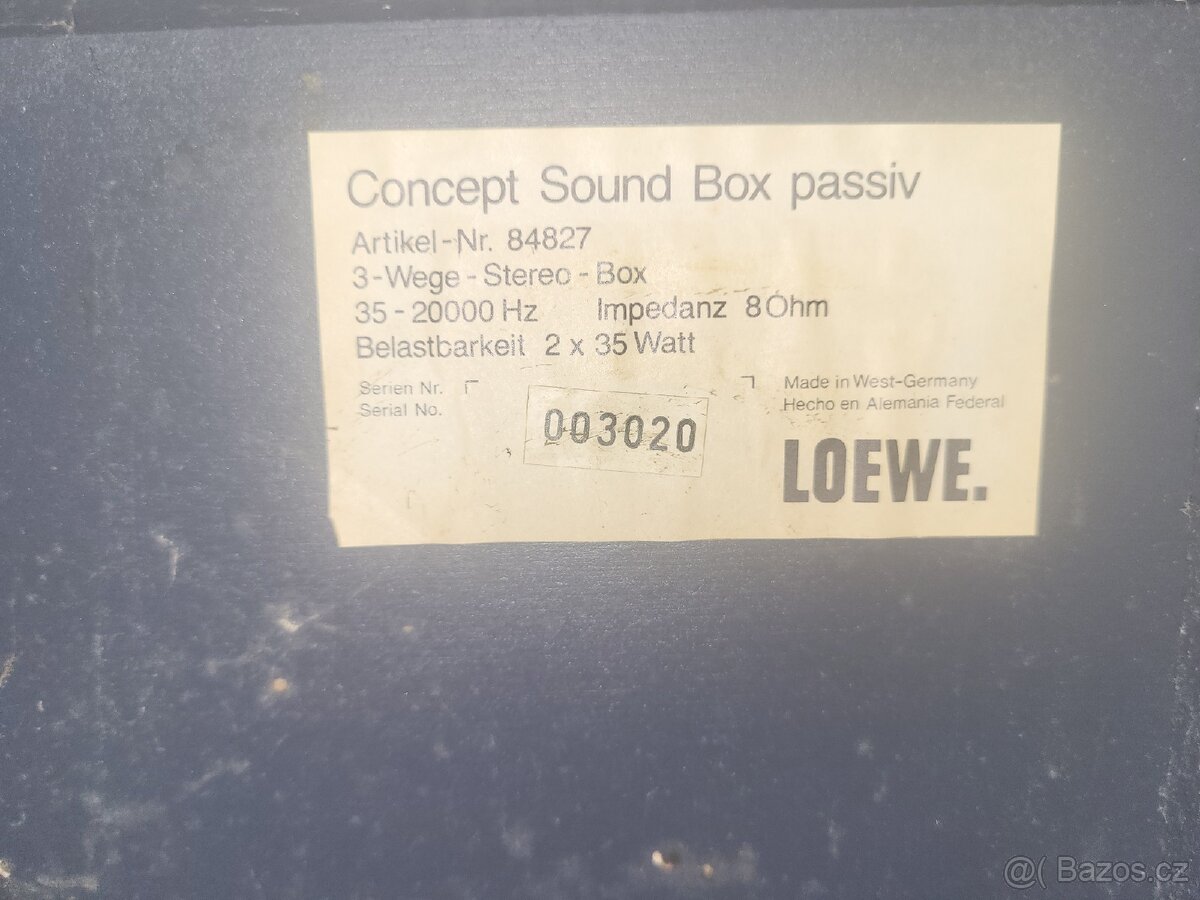 Concept Sound Box passiv
Artikel-Nr. 84827
3-Wege-Stereo-Box
35-20000 Hz Impedanz 8 Ohm
Belastbarkeit 2 x 35 Watt
Serien Nr.
Serial No.
003020
Made in West-Germany
Hecho en Alemania Federal
LOEWE.
@( Bazos.cz